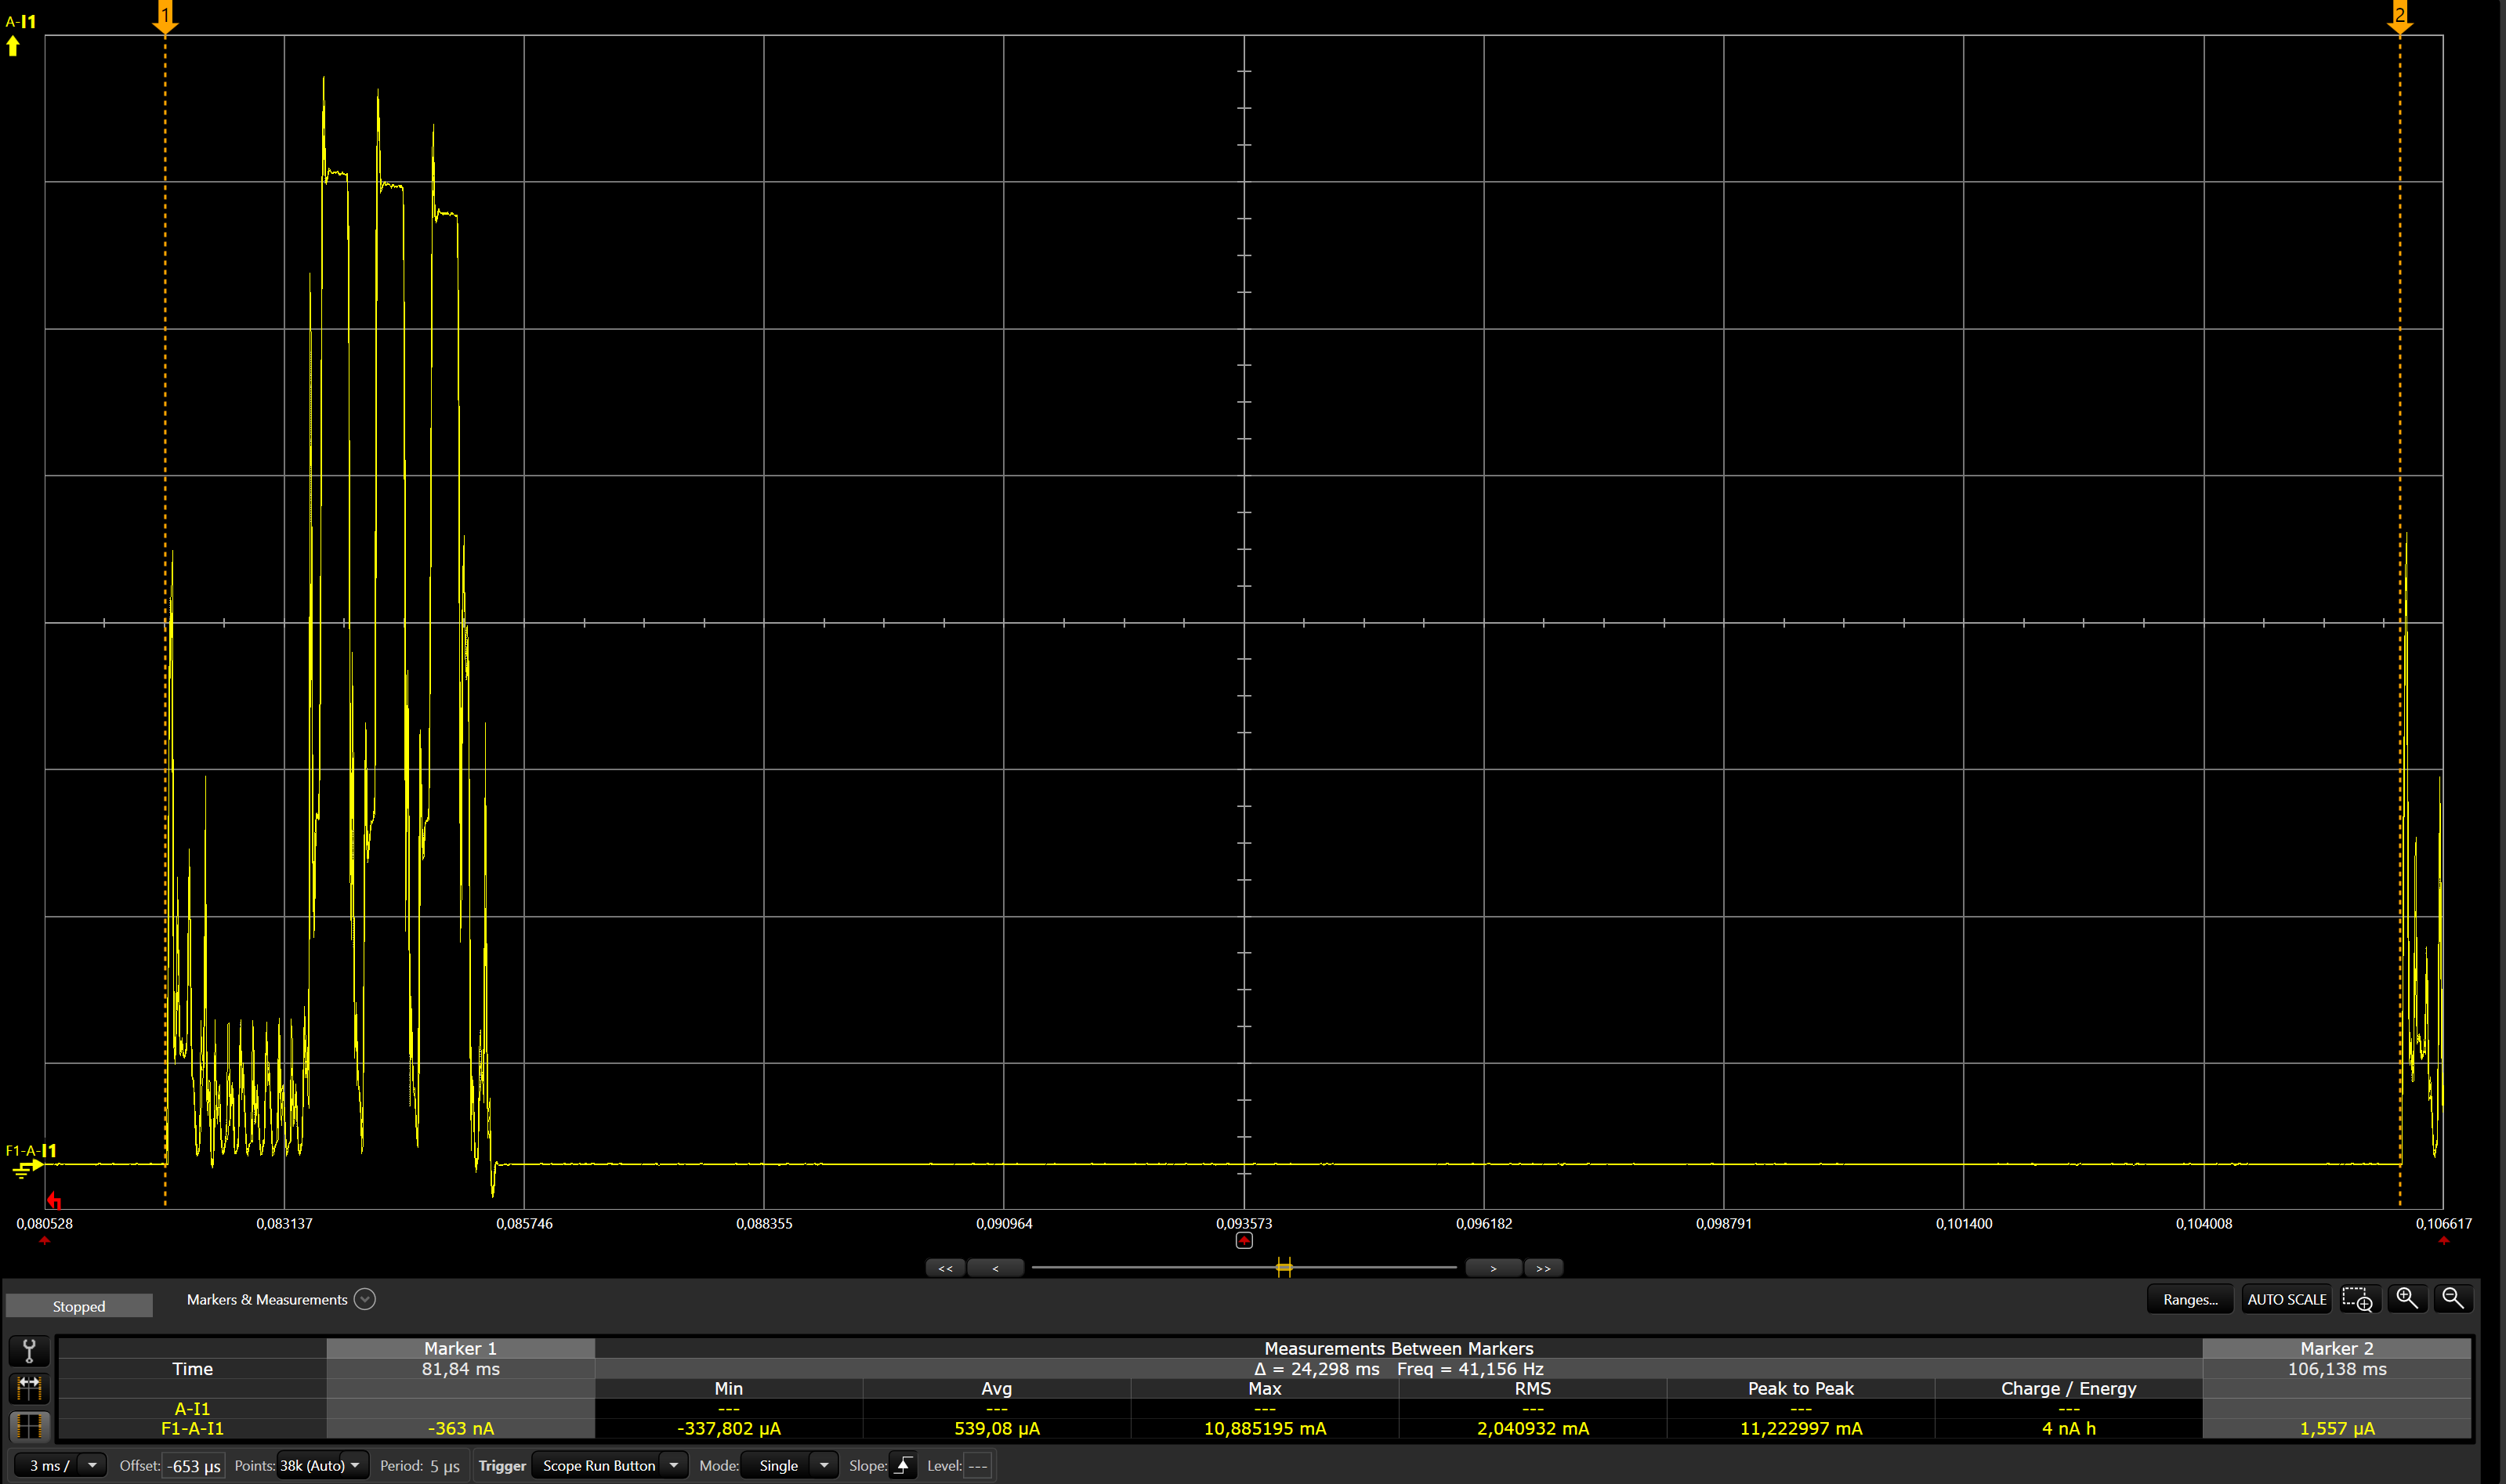 1 2
A-I1
F1-A-I1
0,080528 0,083137 0,085746 0,088355 0,090964 0,093573 0,096182 0,098791 0,101400 0,104008 0,106617
<< < > >>
Stopped Markers & Measurements Ranges... AUTO SCALE
Marker 1 Measurements Between Markers Marker 2
Time 81,84 ms Δ = 24,298 ms Freq = 41,156 Hz 106,138 ms
Min Avg Max RMS Peak to Peak Charge / Energy
A-I1 --- --- --- --- --- ---
F1-A-I1 -363 nA -337,802 µA 539,08 µA 10,885195 mA 2,040932 mA 11,222997 mA 4 nA h 1,557 µA
3 ms / Offset: -653 µs Points: 38k (Auto) Period: 5 µs Trigger Scope Run Button Mode: Single Slope: Level: ---